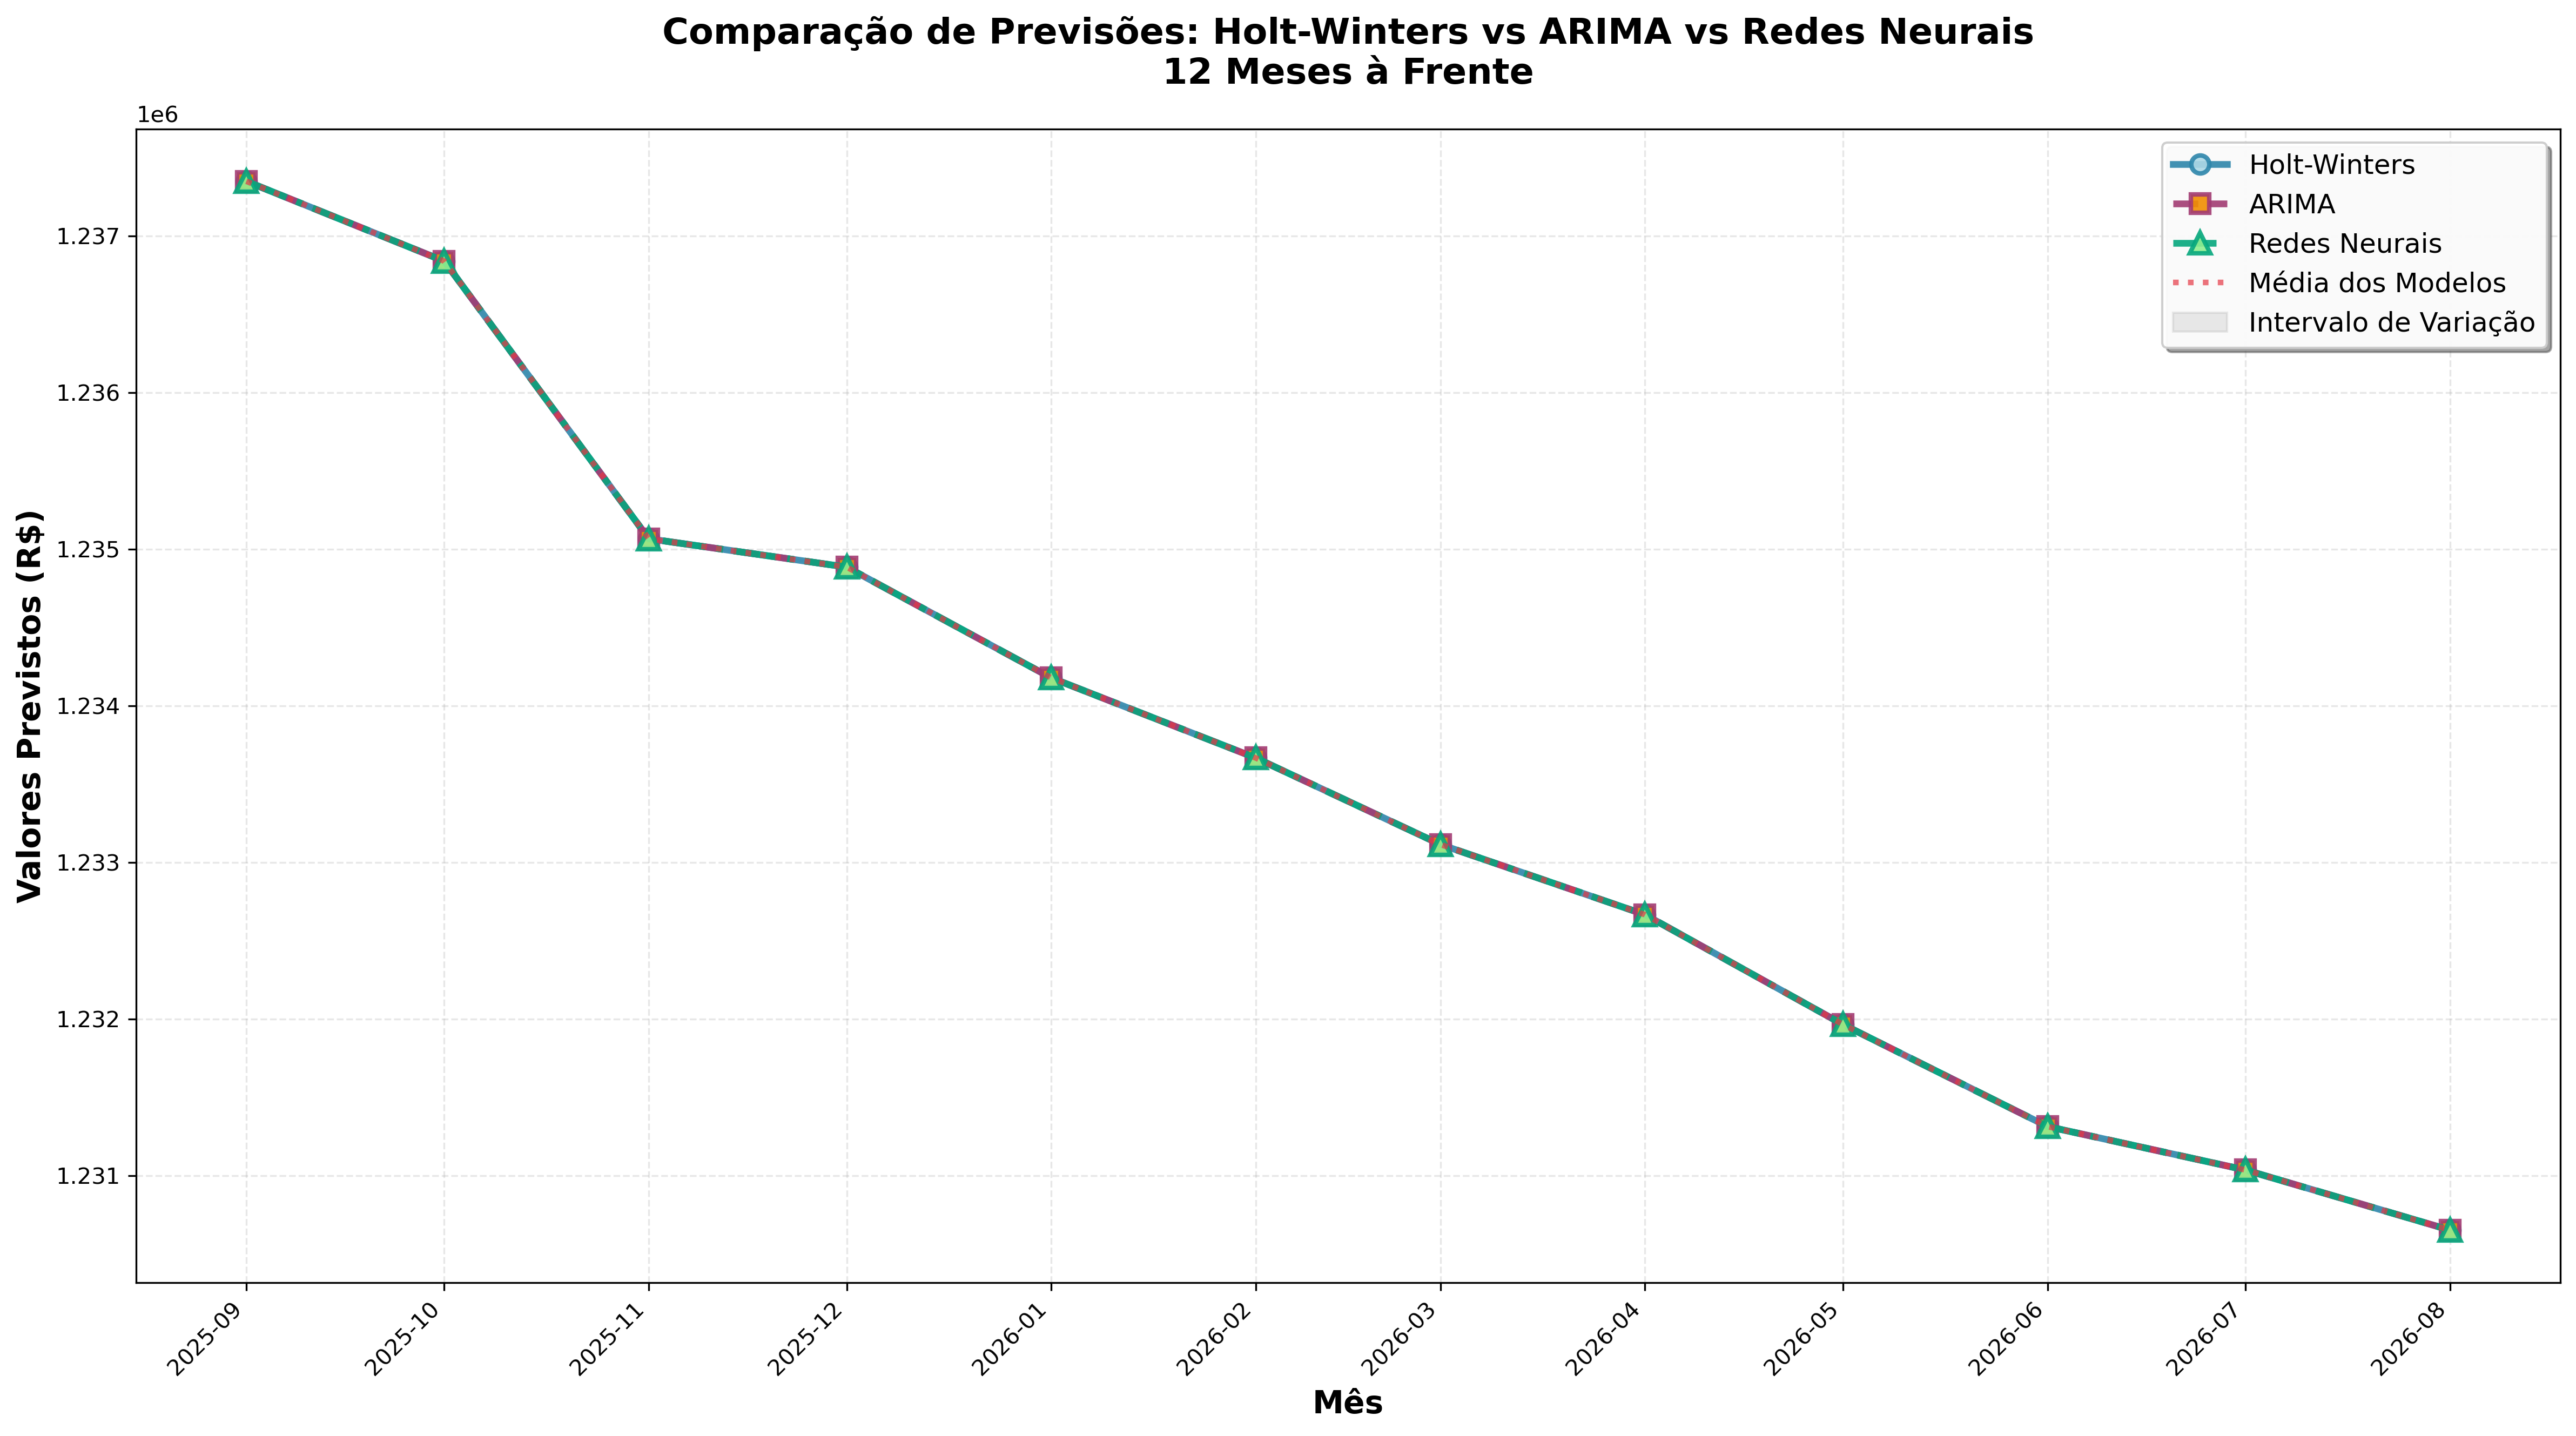 Comparação de Previsões: Holt-Winters vs ARIMA vs Redes Neurais
12 Meses à Frente
1e6
Holt-Winters
ARIMA
Redes Neurais
Média dos Modelos
Intervalo de Variação
Valores Previstos (R$)
1.237
1.236
1.235
1.234
1.233
1.232
1.231
2025-09
2025-10
2025-11
2025-12
2026-01
2026-02
2026-03
2026-04
2026-05
2026-06
2026-07
2026-08
Mês